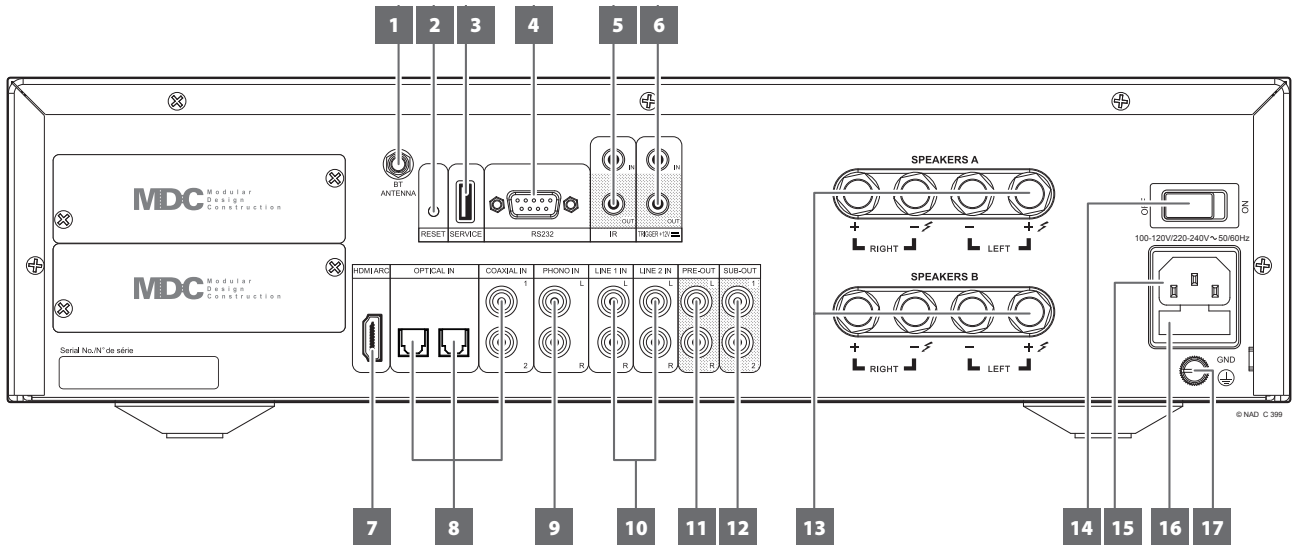 1 2 3 4 5 6
SPEAKERS A
BT
ANTENNA
IN IN
OUT OUT
RESET SERVICE RS232 IR TRIGGER +12V
MDC Modular
Design
Construction
OFF ON
+ − − +
RIGHT LEFT
100-120V/220-240V~50/60Hz
MDC Modular
Design
Construction
HDMI ARC OPTICAL IN COAXIAL IN PHONO IN LINE 1 IN LINE 2 IN PRE-OUT SUB-OUT
1 L L L L 1
2 R R R R 2
SPEAKERS B
+ − − +
RIGHT LEFT
Serial No./N° de série
GND
© NAD C 399
7 8 9 10 11 12 13 14 15 16 17